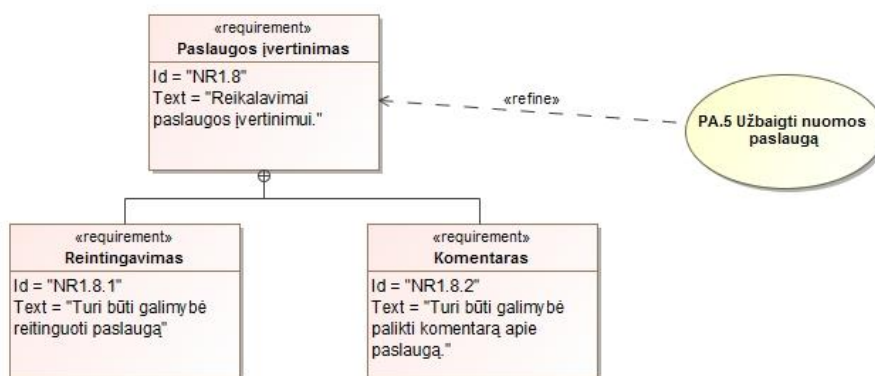 «requirement»
Paslaugos įvertinimas
Id = "NR1.8"
Text = "Reikalavimai
paslaugos įvertinimui."
«refine»
PA.5 Užbaigti nuomos
paslaugą
«requirement»
Reintingavimas
Id = "NR1.8.1"
Text = "Turi būti galimybė
reitinguoti paslaugą"
«requirement»
Komentaras
Id = "NR1.8.2"
Text = "Turi būti galimybė
palikti komentarą apie
paslaugą."